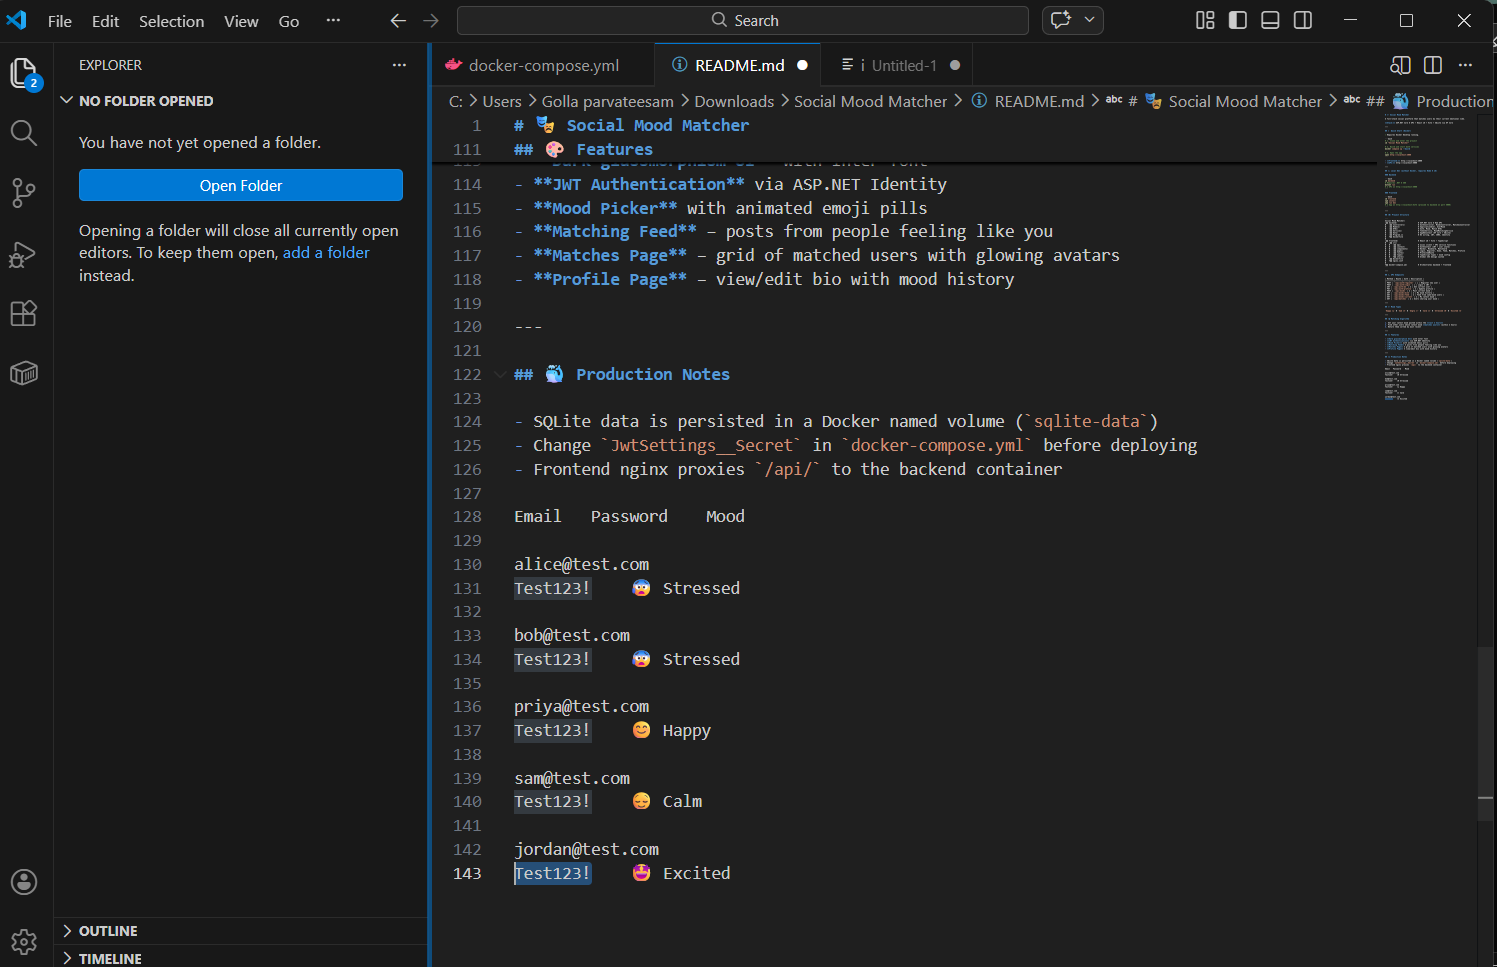 File Edit Selection View Go ··· Search
EXPLORER ···
NO FOLDER OPENED
You have not yet opened a folder.
Open Folder
Opening a folder will close all currently open
editors. To keep them open, add a folder
instead.
OUTLINE
TIMELINE
2
docker-compose.yml README.md Untitled-1
C: > Users > Golla parvateesam > Downloads > Social Mood Matcher > README.md > abc # 🎭 Social Mood Matcher > abc ## 🐳 Production
1 # 🎭 Social Mood Matcher
111 ## 🎨 Features
114 - **JWT Authentication** via ASP.NET Identity
115 - **Mood Picker** with animated emoji pills
116 - **Matching Feed** – posts from people feeling like you
117 - **Matches Page** – grid of matched users with glowing avatars
118 - **Profile Page** – view/edit bio with mood history
119
120 ---
121
122 ## 🐳 Production Notes
123
124 - SQLite data is persisted in a Docker named volume (`sqlite-data`)
125 - Change `JwtSettings__Secret` in `docker-compose.yml` before deploying
126 - Frontend nginx proxies `/api/` to the backend container
127
128 Email Password Mood
129
130 alice@test.com
131 Test123! 😰 Stressed
132
133 bob@test.com
134 Test123! 😰 Stressed
135
136 priya@test.com
137 Test123! 😊 Happy
138
139 sam@test.com
140 Test123! 😌 Calm
141
142 jordan@test.com
143 Test123! 🤩 Excited